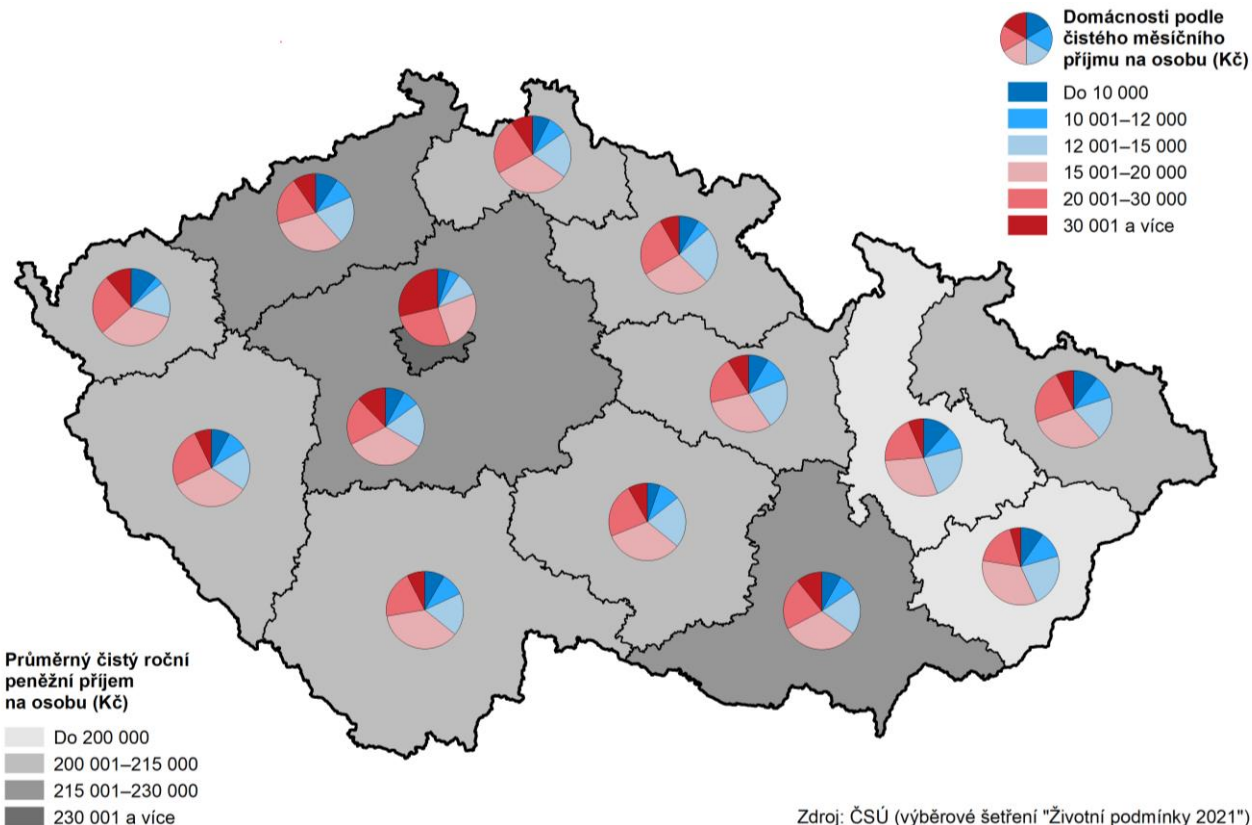 Domácnosti podle
čistého měsíčního
příjmu na osobu (Kč)
Do 10 000
10 001–12 000
12 001–15 000
15 001–20 000
20 001–30 000
30 001 a více
Průměrný čistý roční
peněžní příjem
na osobu (Kč)
Do 200 000
200 001–215 000
215 001–230 000
230 001 a více
Zdroj: ČSÚ (výběrové šetření "Životní podmínky 2021")